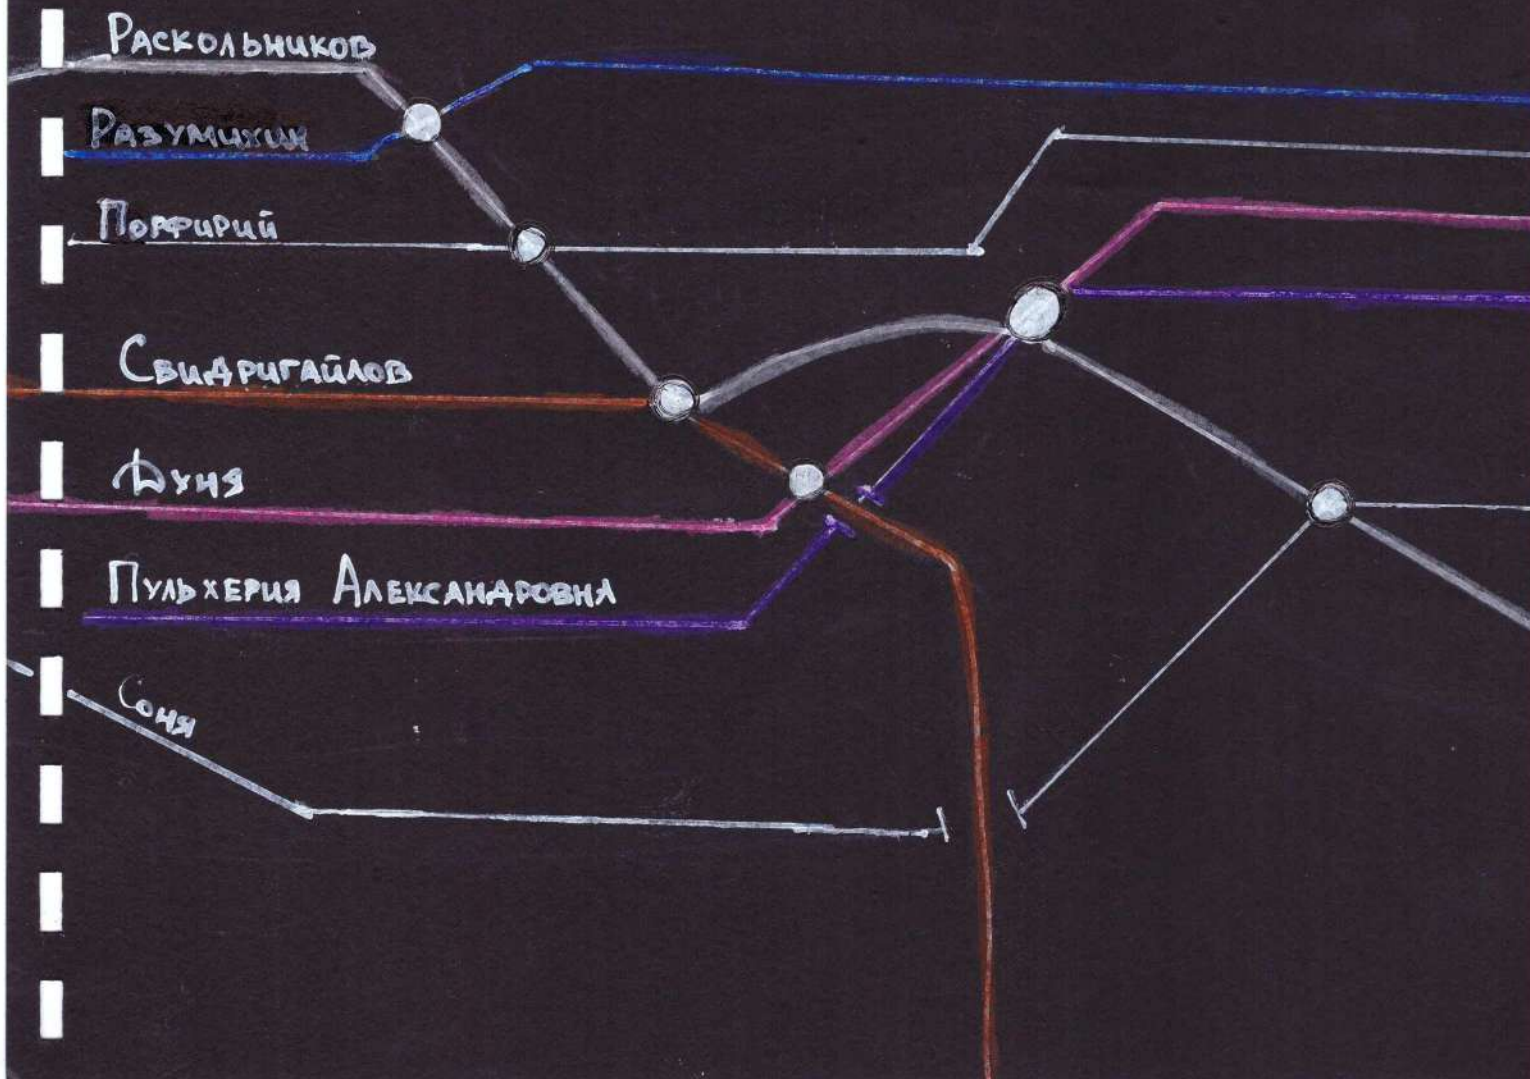 Раскольников
Разумихин
Порфирий
Свидригайлов
Дуня
Пульхерия Александровна
Соня